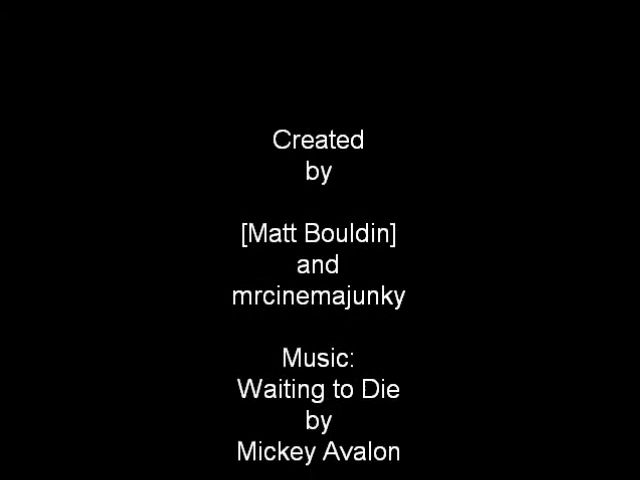 Created
by
[Matt Bouldin]
and
mrcinemajunky
Music:
Waiting to Die
by
Mickey Avalon